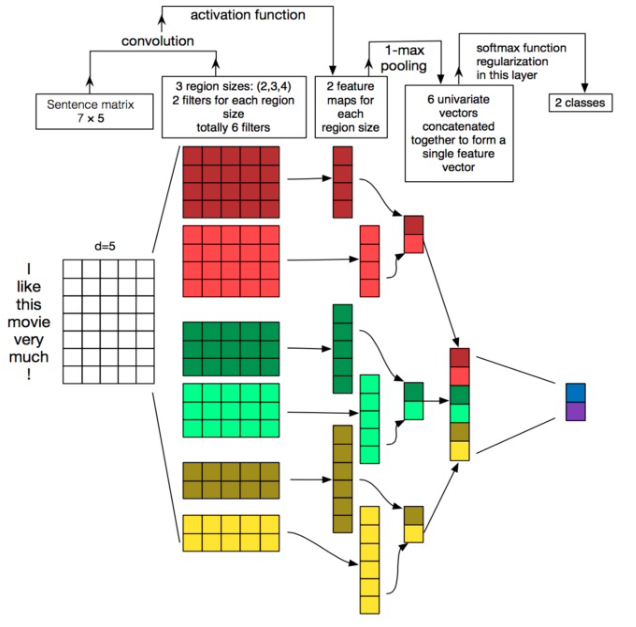 activation function
convolution
1-max
pooling
softmax function
regularization
in this layer
Sentence matrix
7 × 5
3 region sizes: (2,3,4)
2 filters for each region
size
totally 6 filters
2 feature
maps for
each
region size
6 univariate
vectors
concatenated
together to form a
single feature
vector
2 classes
d=5
I
like
this
movie
very
much
!